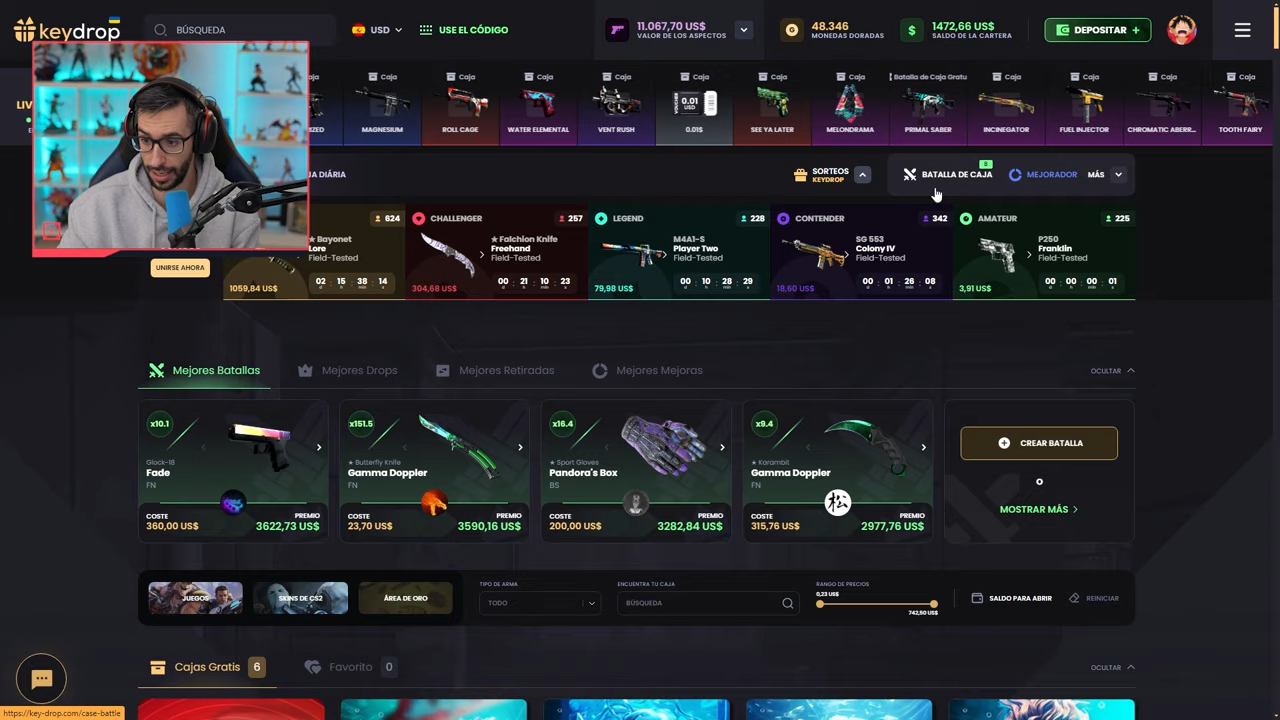 keydrop
BÚSQUEDA
USD
USE EL CÓDIGO
11.067,70 US$
VALOR DE LOS ASPECTOS
48.346
MONEDAS DORADAS
1472,66 US$
SALDO DE LA CARTERA
DEPOSITAR +
Caja Caja Caja Caja Caja Caja Caja Batalla de Caja Gratu Caja Caja Caja Caja
LIV
MAGNESIUM
ROLL CAGE
WATER ELEMENTAL
VENT RUSH
0.01 USD
0.01$
SEE YA LATER
MELONDRAMA
PRIMAL SABER
INCINEGATOR
FUEL INJECTOR
CHROMATIC ABERR...
TOOTH FAIRY
JA DIÁRIA
SORTEOS
KEYDROP
BATALLA DE CAJA
8
MEJORADOR
MÁS
UNIRSE AHORA
624
★ Bayonet
Lore
Field-Tested
1059,84 US$
02 : 15 : 38 : 14
CHALLENGER
257
★ Falchion Knife
Freehand
Field-Tested
304,68 US$
00 : 21 : 10 : 23
LEGEND
228
M4A1-S
Player Two
Field-Tested
79,98 US$
00 : 10 : 28 : 29
CONTENDER
342
SG 553
Colony IV
Field-Tested
18,60 US$
00 : 01 : 26 : 08
AMATEUR
225
P250
Franklin
Field-Tested
3,91 US$
00 : 00 : 00 : 01
Mejores Batallas
Mejores Drops
Mejores Retiradas
Mejores Mejoras
OCULTAR
x10.1
Glock-18
Fade
FN
COSTE
360,00 US$
PREMIO
3622,73 US$
x151.5
★ Butterfly Knife
Gamma Doppler
FN
COSTE
23,70 US$
PREMIO
3590,16 US$
x16.4
★ Sport Gloves
Pandora's Box
BS
COSTE
200,00 US$
PREMIO
3282,84 US$
x9.4
★ Karambit
Gamma Doppler
FN
松
COSTE
315,76 US$
PREMIO
2977,76 US$
CREAR BATALLA
o
MOSTRAR MÁS
JUEGOS
SKINS DE CS2
ÁREA DE ORO
TIPO DE ARMA
TODO
ENCUENTRA TU CAJA
BÚSQUEDA
RANGO DE PRECIOS
0,23 US$
742,50 US$
SALDO PARA ABRIR
REINICIAR
Cajas Gratis 6
Favorito 0
OCULTAR
https://key-drop.com/case-battle